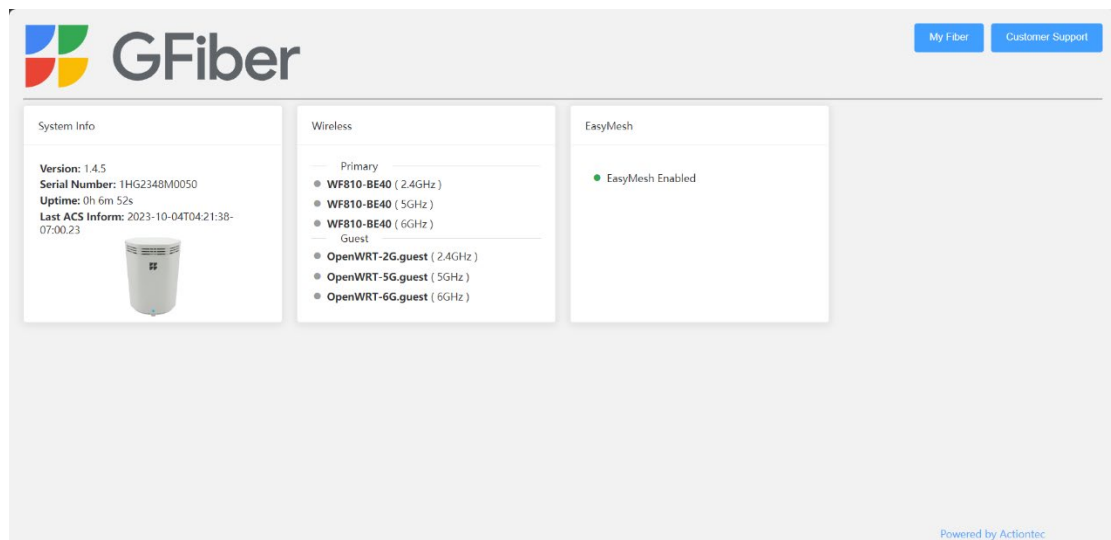 GFiber
My Fiber
Customer Support
System Info
Version: 1.4.5
Serial Number: 1HG2348M0050
Uptime: 0h 6m 52s
Last ACS Inform: 2023-10-04T04:21:38-
07:00.23
Wireless
Primary
WF810-BE40 ( 2.4GHz )
WF810-BE40 ( 5GHz )
WF810-BE40 ( 6GHz )
Guest
OpenWRT-2G.guest ( 2.4GHz )
OpenWRT-5G.guest ( 5GHz )
OpenWRT-6G.guest ( 6GHz )
EasyMesh
EasyMesh Enabled
Powered by Actiontec